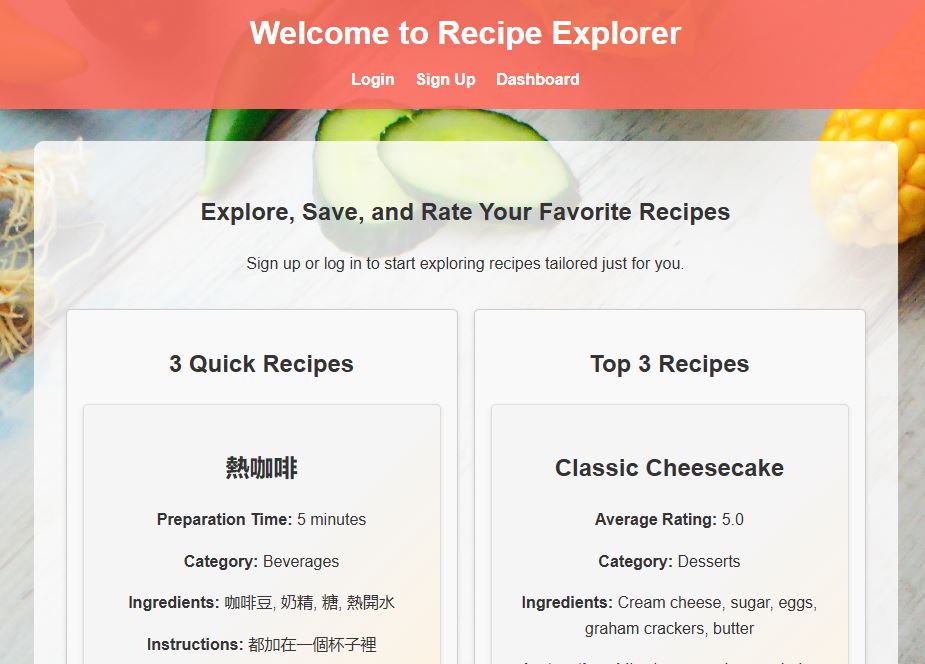 Welcome to Recipe Explorer
Login Sign Up Dashboard
Explore, Save, and Rate Your Favorite Recipes
Sign up or log in to start exploring recipes tailored just for you.
3 Quick Recipes
熱咖啡
Preparation Time: 5 minutes
Category: Beverages
Ingredients: 咖啡豆, 奶精, 糖, 熱開水
Instructions: 都加在一個杯子裡
Top 3 Recipes
Classic Cheesecake
Average Rating: 5.0
Category: Desserts
Ingredients: Cream cheese, sugar, eggs,
graham crackers, butter